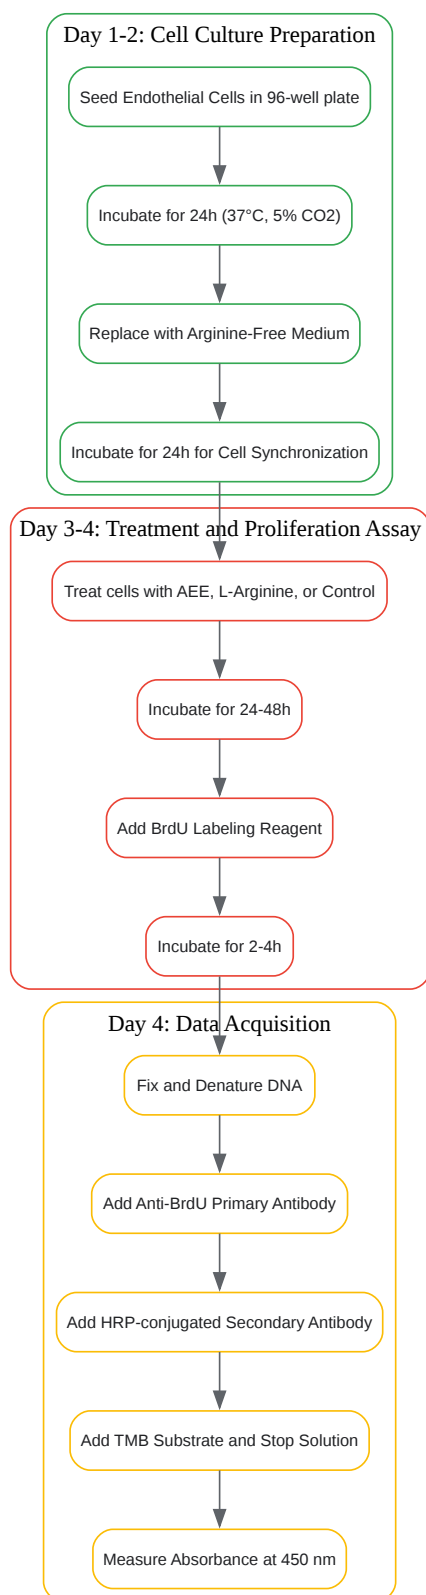 Day 1-2: Cell Culture Preparation
Seed Endothelial Cells in 96-well plate
Incubate for 24h (37°C, 5% CO2)
Replace with Arginine-Free Medium
Incubate for 24h for Cell Synchronization
Day 3-4: Treatment and Proliferation Assay
Treat cells with AEE, L-Arginine, or Control
Incubate for 24-48h
Add BrdU Labeling Reagent
Incubate for 2-4h
Day 4: Data Acquisition
Fix and Denature DNA
Add Anti-BrdU Primary Antibody
Add HRP-conjugated Secondary Antibody
Add TMB Substrate and Stop Solution
Measure Absorbance at 450 nm